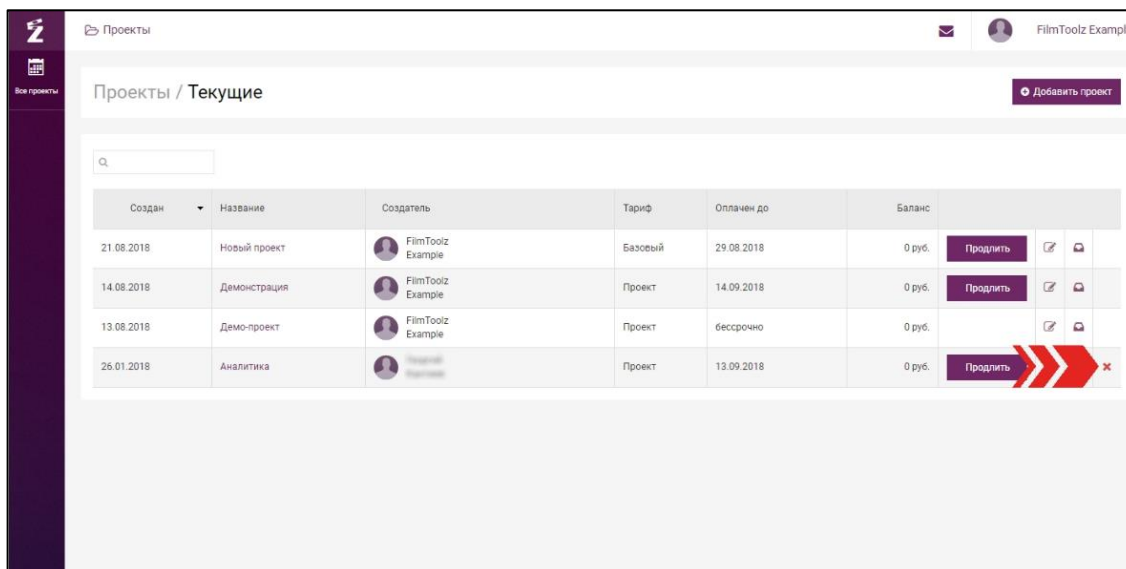 Проекты
FilmToolz Exampl
Все проекты
Проекты / Текущие
Добавить проект
Создан Название Создатель Тариф Оплачен до Баланс
21.08.2018 Новый проект FilmToolz Example Базовый 29.08.2018 0 руб. Продлить
14.08.2018 Демонстрация FilmToolz Example Проект 14.09.2018 0 руб. Продлить
13.08.2018 Демо-проект FilmToolz Example Проект бессрочно 0 руб.
26.01.2018 Аналитика Проект 13.09.2018 0 руб. Продлить